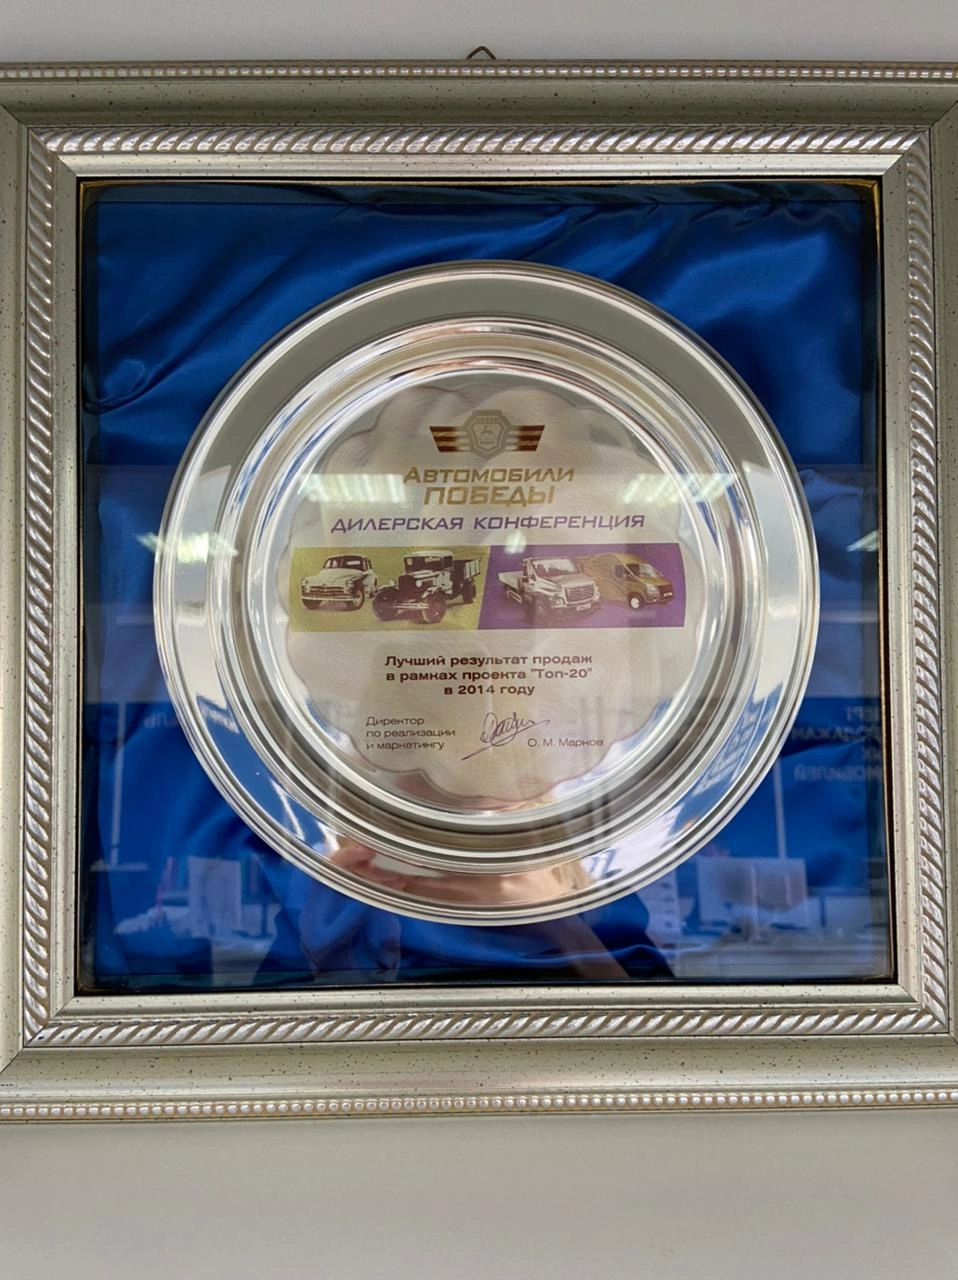 АВТОМОБИЛИ
ПОБЕДЫ
ДИЛЕРСКАЯ КОНФЕРЕНЦИЯ
Лучший результат продаж
в рамках проекта "Топ-20"
в 2014 году
Директор
по реализации
и маркетингу
О. М. Марков